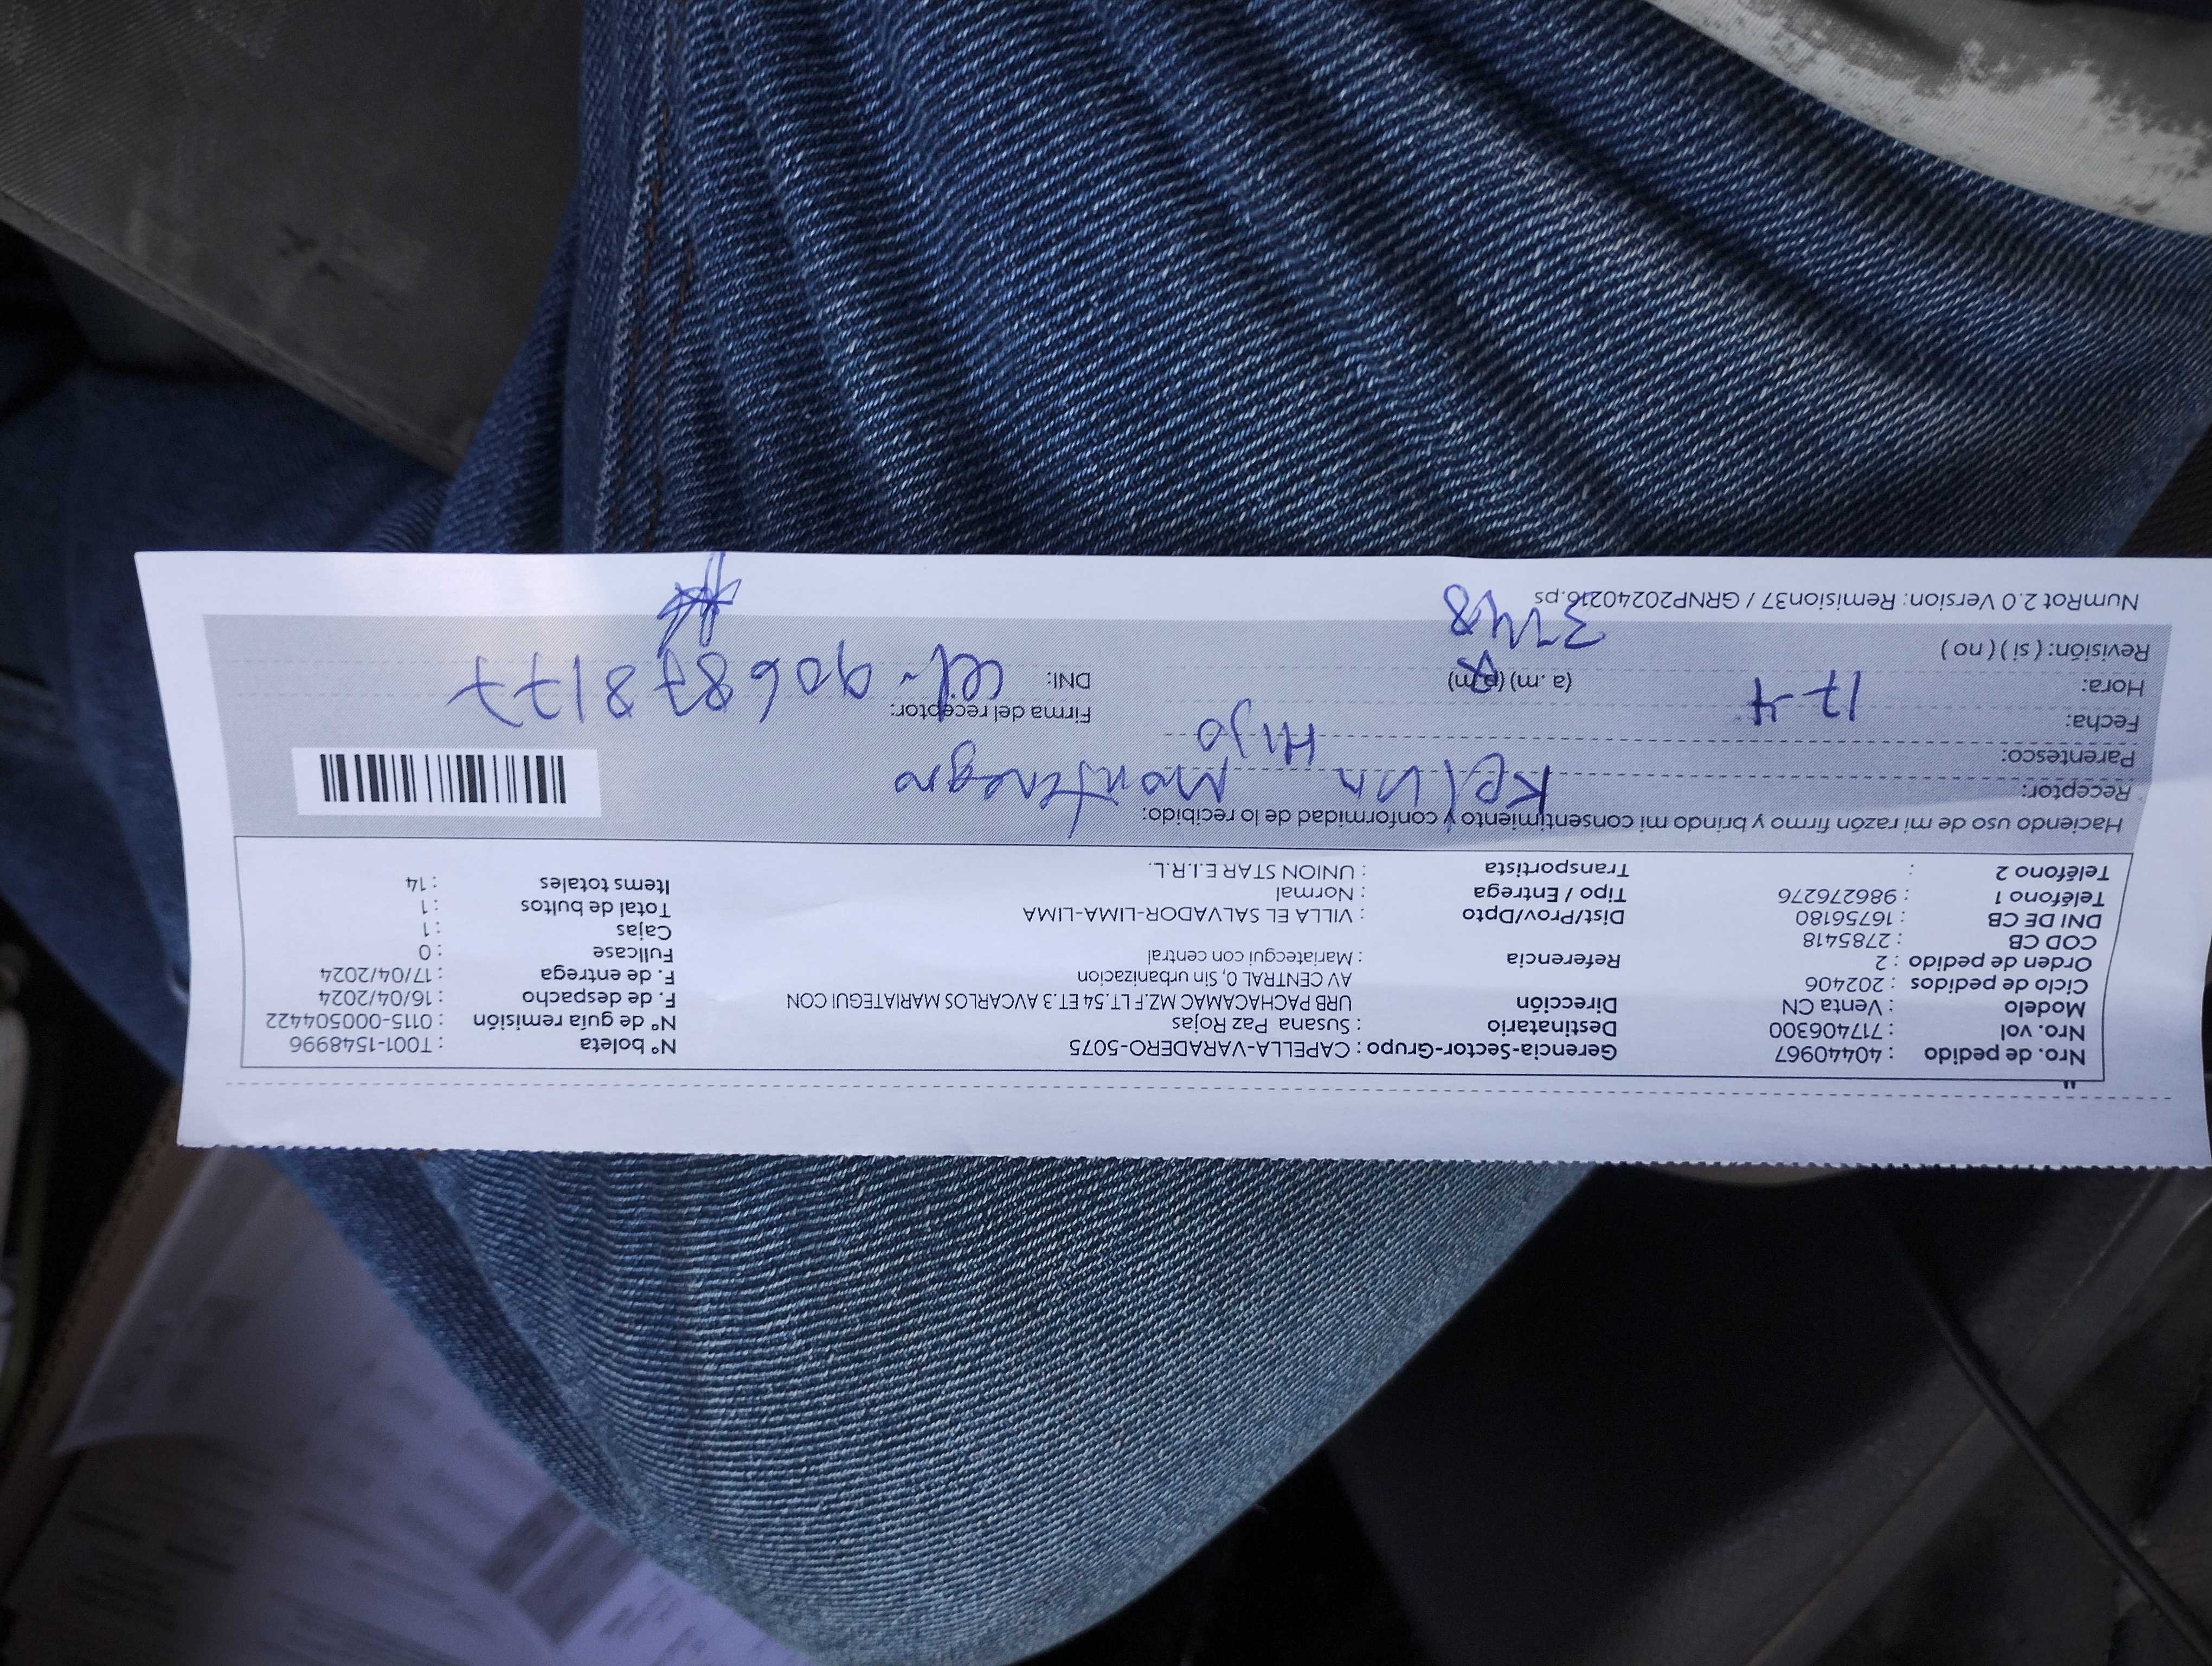 Nro. de pedido : 40440967 Gerencia-Sector-Grupo : CAPELLA-VARADERO-5075 N° boleta : T001-1548996
Nro. vol : 717406300 Destinatario : Susana Paz Rojas N° de guía remisión : 0115-000504422
Modelo : Venta CN Dirección URB PACHACAMAC MZ.F LT.54 ET.3 AVCARLOS MARIATEGUI CON F. de despacho : 16/04/2024
Ciclo de pedidos : 202406 AV CENTRAL 0, Sin urbanizacion F. de entrega : 17/04/2024
Orden de pedido : 2 Referencia Mariategui con central Fullcase : 0
COD CB : 2785418 Cajas : 1
DNI DE CB : 16756180 Dist/Prov/Dpto : VILLA EL SALVADOR-LIMA-LIMA Total de bultos : 1
Teléfono 1 : 986276276 Tipo / Entrega : Normal Items totales : 14
Teléfono 2 : Transportista : UNION STAR E.I.R.L.
Haciendo uso de mi razón firmo y brindo mi consentimiento y conformidad de lo recibido:
Receptor: Kelvin Montenegro
Parentesco: Hijo
Fecha: 17-4 Firma del receptor:
Hora: (a. m) (p.m) DNI: cel- 906878177
Revisión: ( si ) ( no )
NumRot 2.0 Version: Remision37 / GRNP20240216.ps